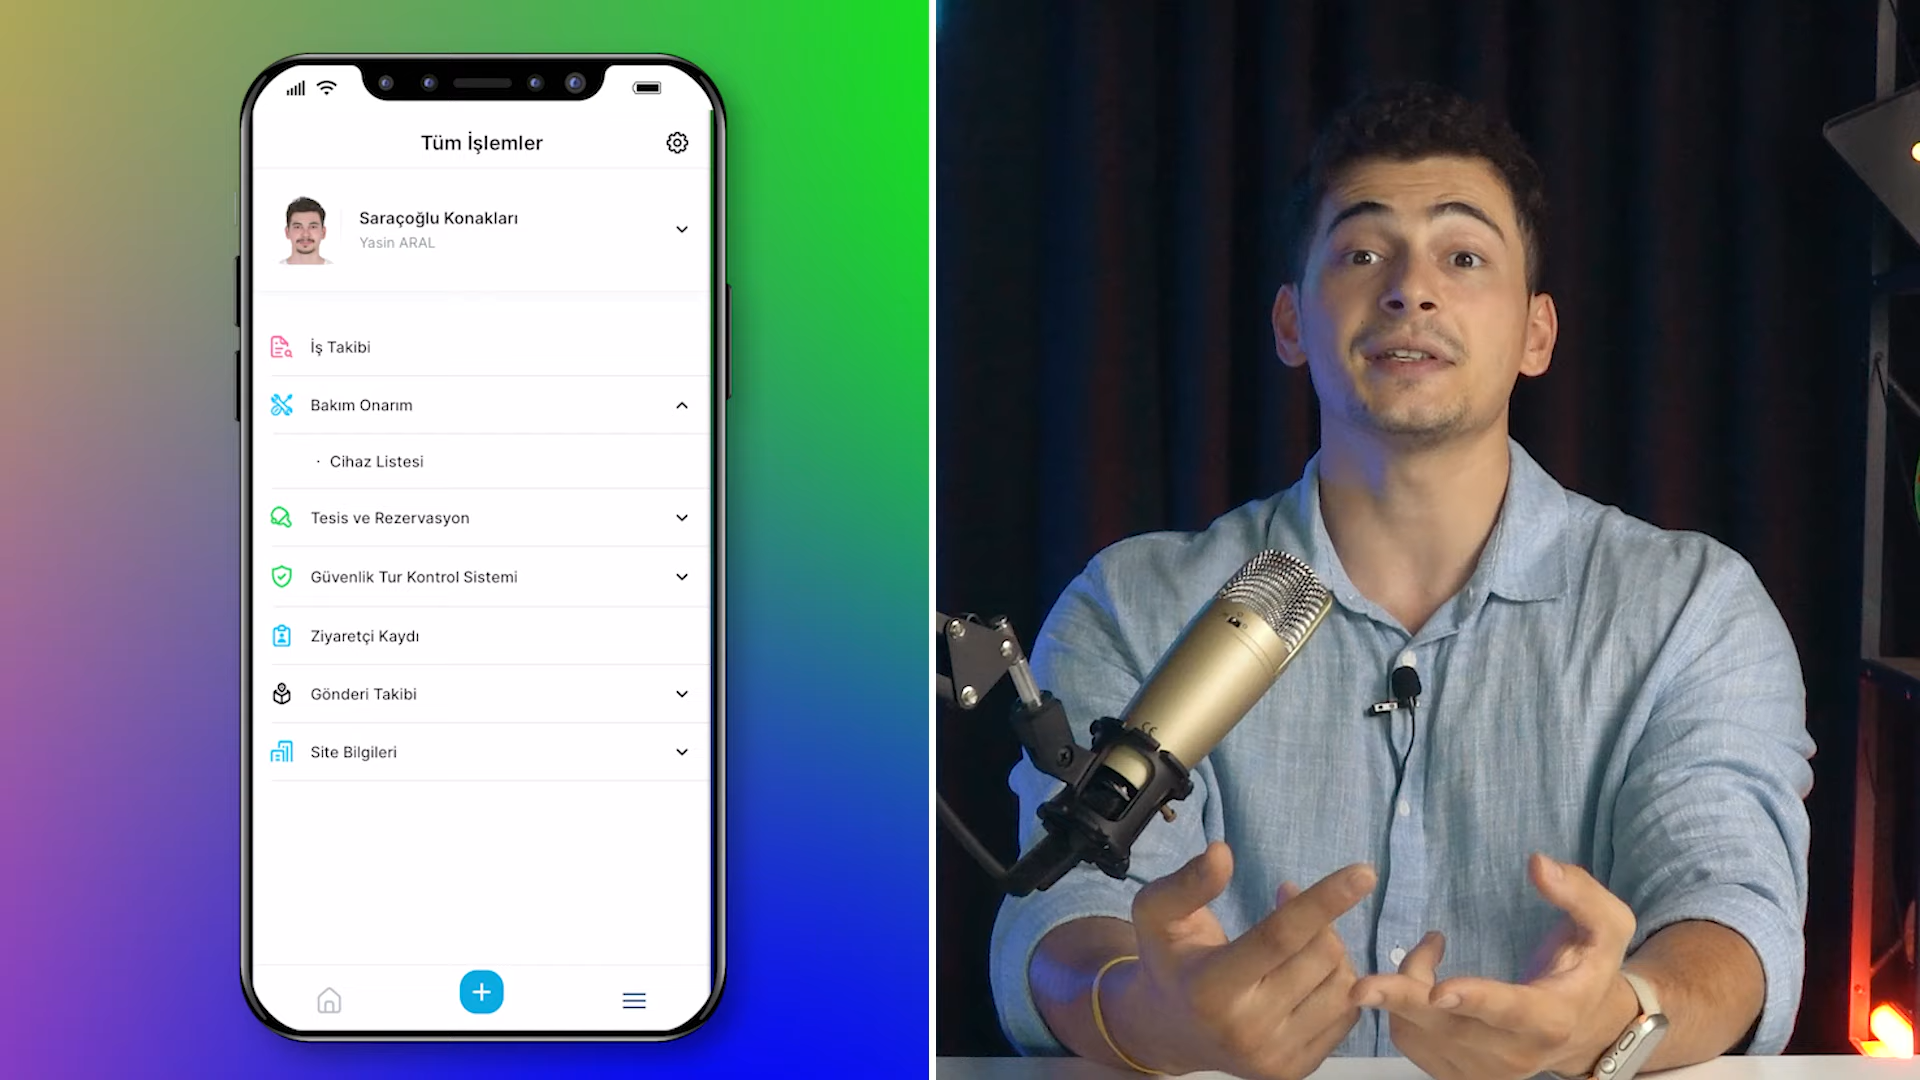 Tüm İşlemler
Saraçoğlu Konakları
Yasin ARAL
İş Takibi
Bakım Onarım
· Cihaz Listesi
Tesis ve Rezervasyon
Güvenlik Tur Kontrol Sistemi
Ziyaretçi Kaydı
Gönderi Takibi
Site Bilgileri